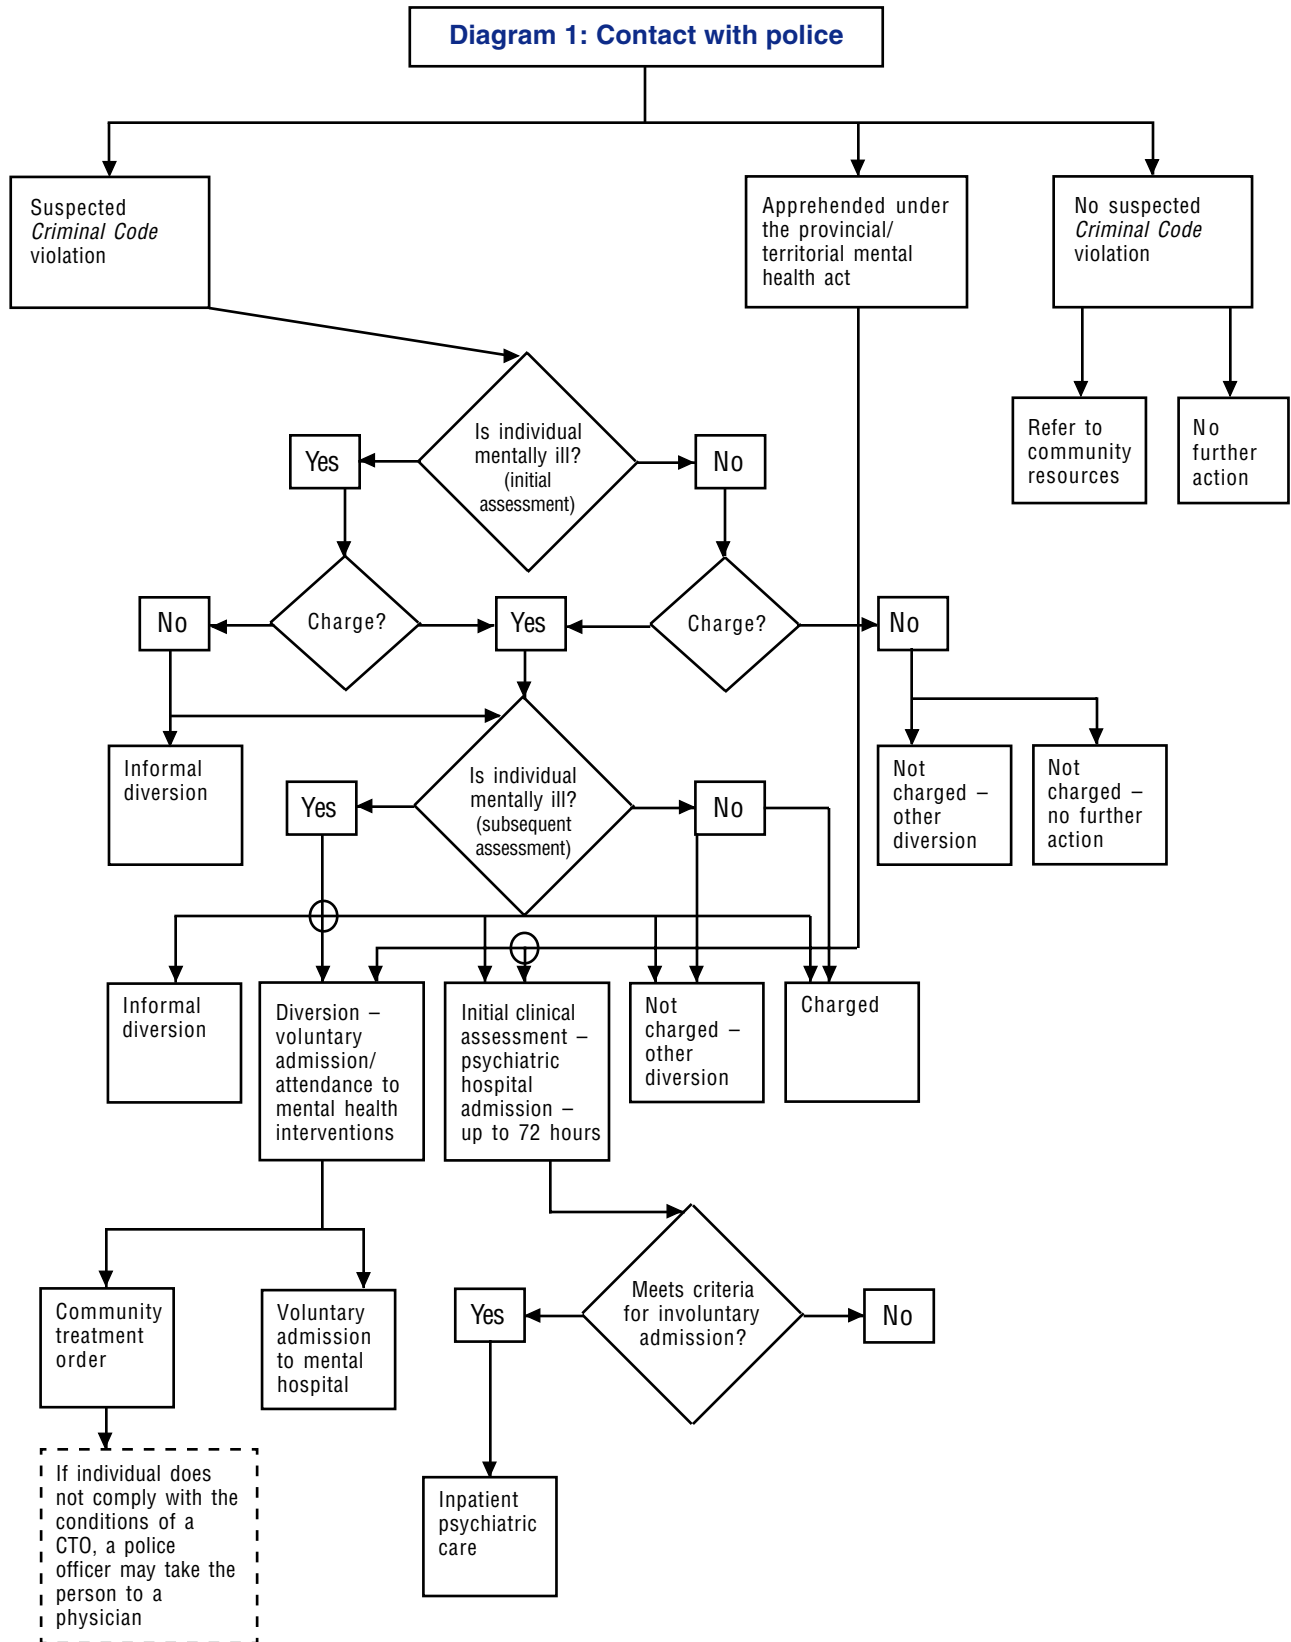 Diagram 1: Contact with police
Suspected
Criminal Code
violation
Apprehended under
the provincial/
territorial mental
health act
No suspected
Criminal Code
violation
Refer to
community
resources
No
further
action
Is individual
mentally ill?
(initial
assessment)
Yes
No
Charge?
Charge?
No
Yes
No
Informal
diversion
Not
charged –
other
diversion
Not
charged –
no further
action
Is individual
mentally ill?
(subsequent
assessment)
Yes
No
Informal
diversion
Diversion –
voluntary
admission/
attendance to
mental health
interventions
Initial clinical
assessment –
psychiatric
hospital
admission –
up to 72 hours
Not
charged –
other
diversion
Charged
Community
treatment
order
Voluntary
admission
to mental
hospital
Meets criteria
for involuntary
admission?
Yes
No
If individual does
not comply with the
conditions of a
CTO, a police
officer may take the
person to a
physician
Inpatient
psychiatric
care